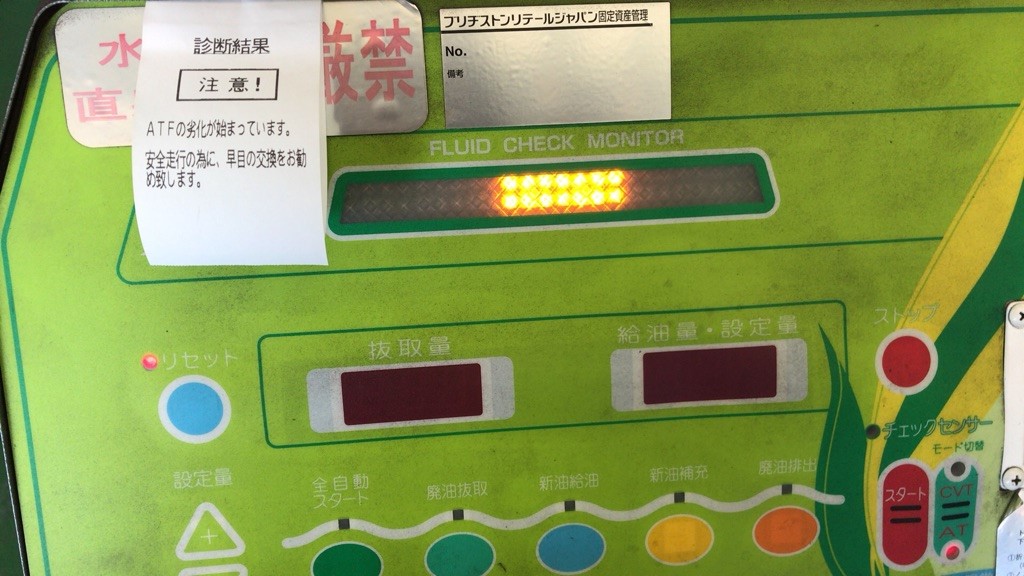 診断結果
注意!
ATFの劣化が始まっています。
安全走行の為に、早目の交換をお勧
め致します。
水
厳禁
直
ブリヂストンリテールジャパン固定資産管理
No.
備考
FLUID CHECK MONITOR
リセット
抜取量
給油量・設定量
ストップ
チェックセンサー
モード切替
設定量
+
全自動
スタート
廃油抜取
新油給油
新油補充
廃油排出
スタート
CVT
AT